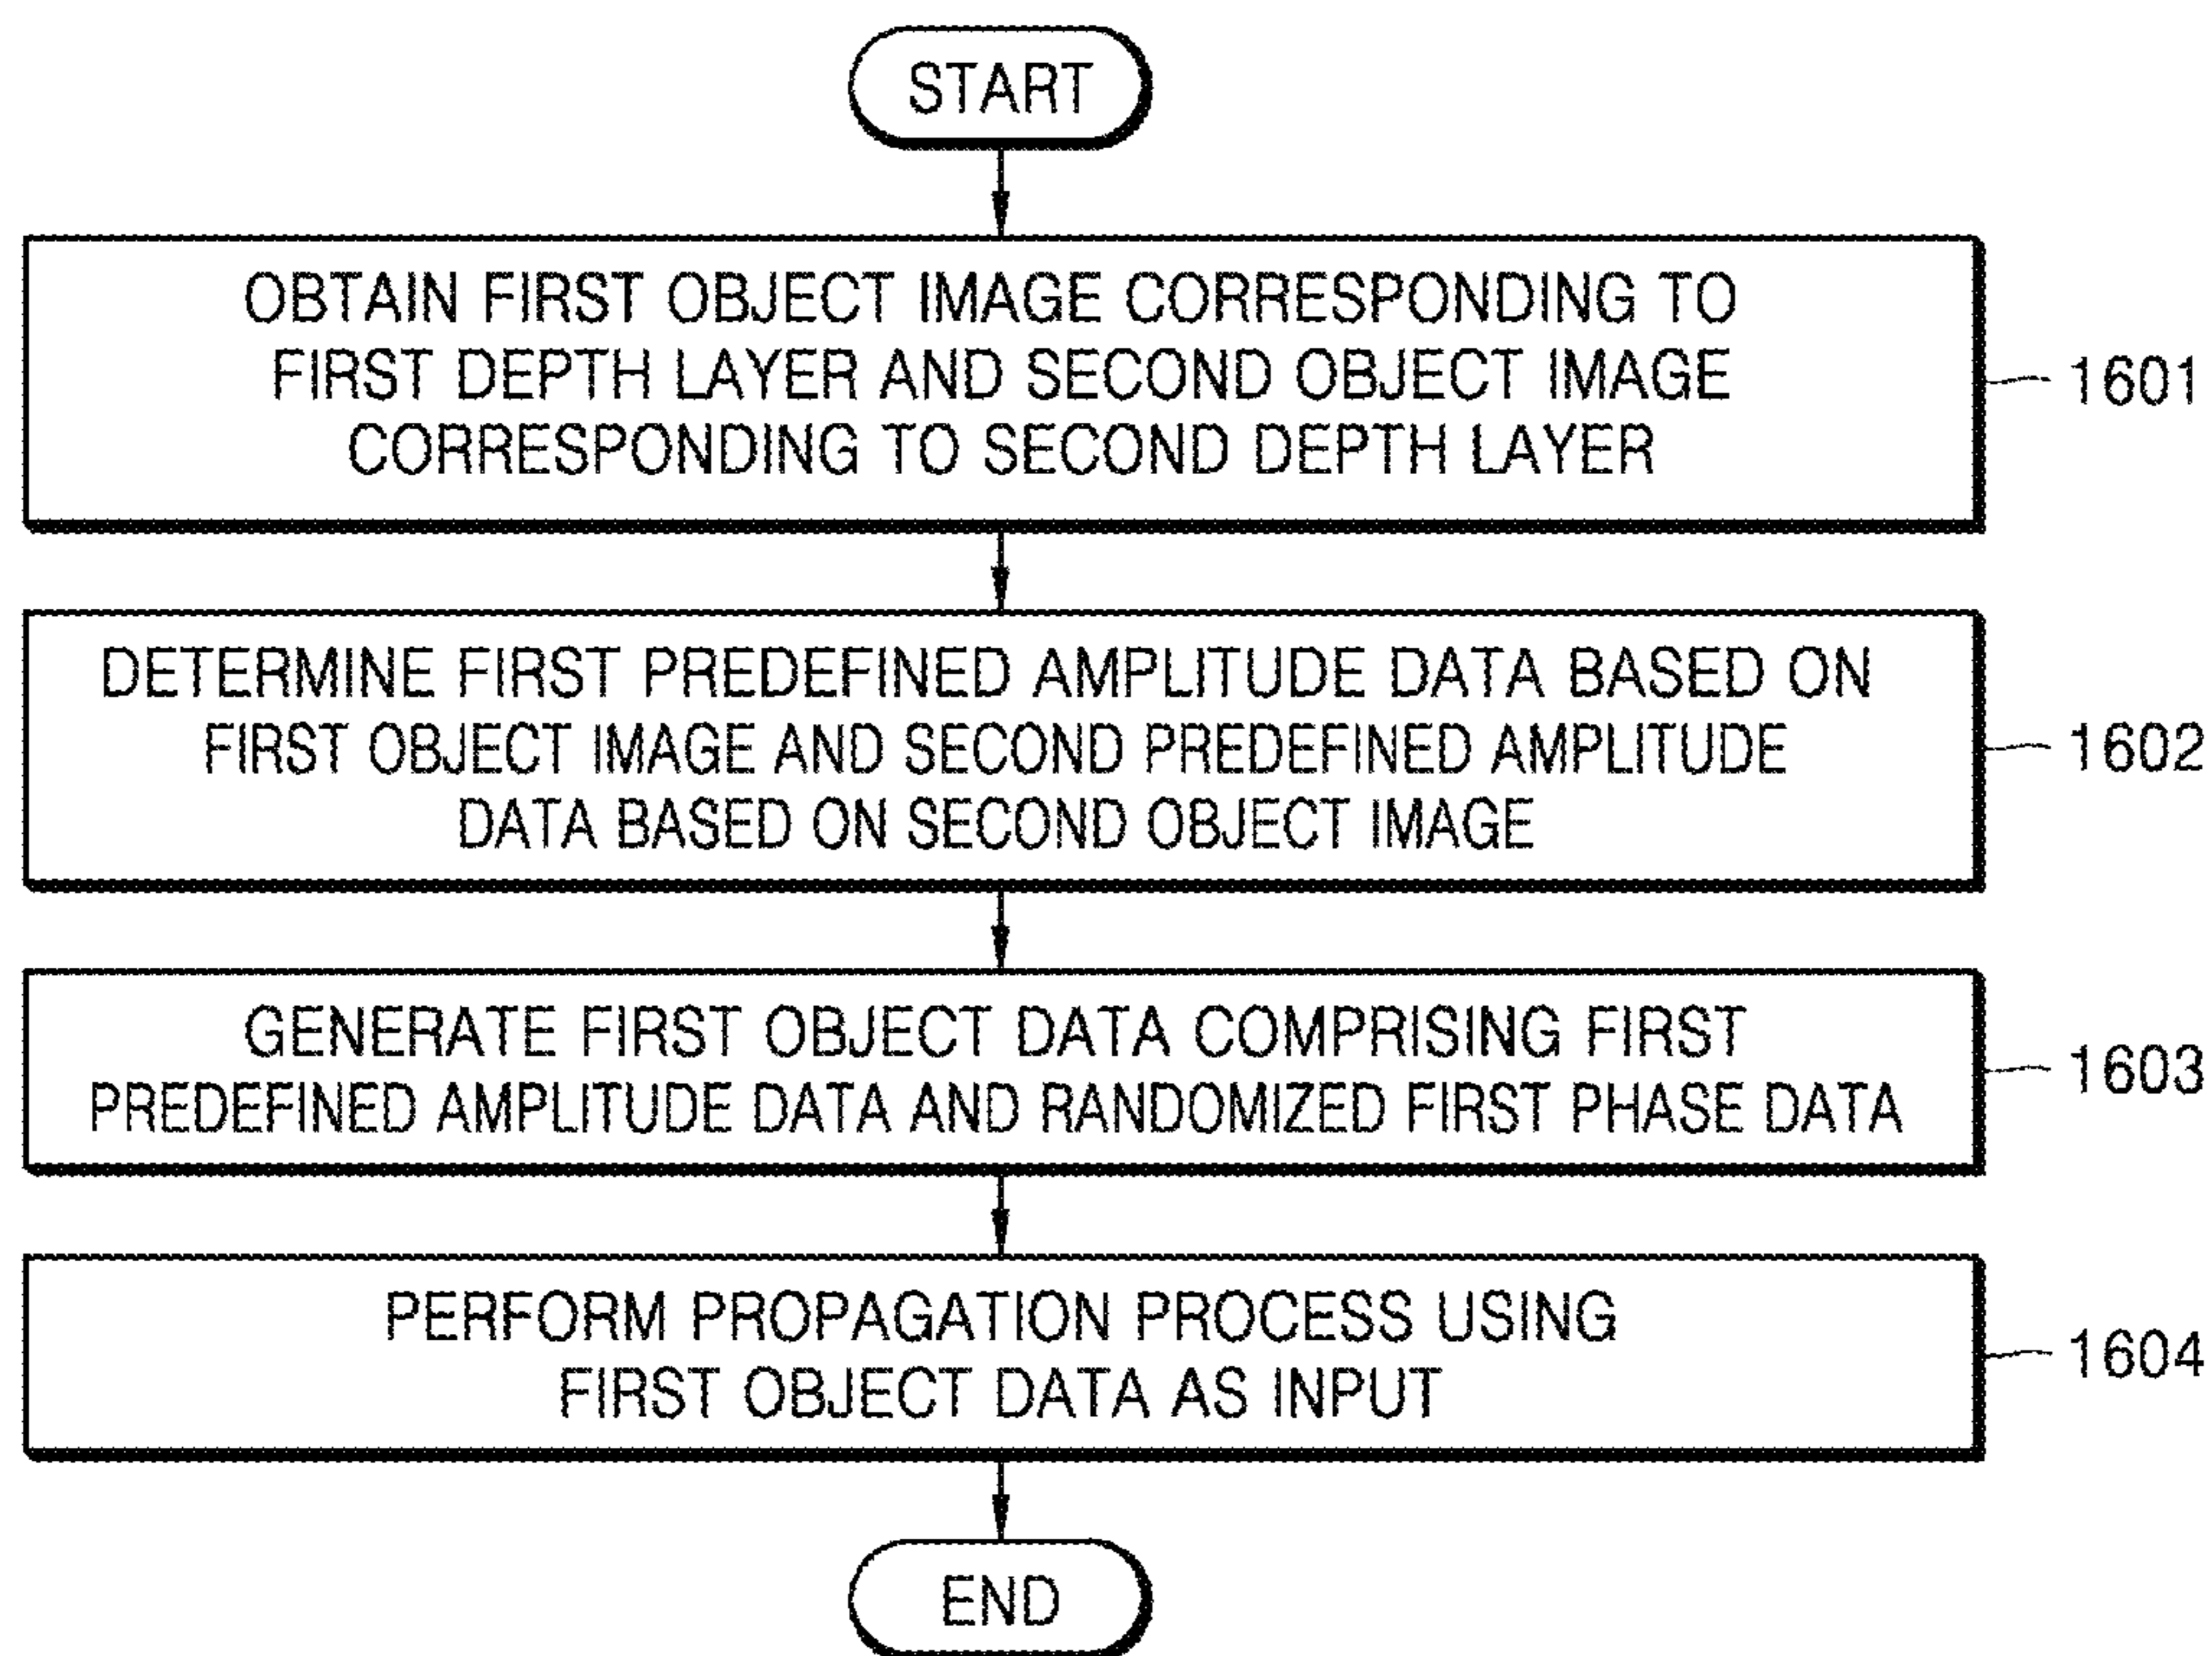 START
OBTAIN FIRST OBJECT IMAGE CORRESPONDING TO
FIRST DEPTH LAYER AND SECOND OBJECT IMAGE
CORRESPONDING TO SECOND DEPTH LAYER
1601
DETERMINE FIRST PREDEFINED AMPLITUDE DATA BASED ON
FIRST OBJECT IMAGE AND SECOND PREDEFINED AMPLITUDE
DATA BASED ON SECOND OBJECT IMAGE
1602
GENERATE FIRST OBJECT DATA COMPRISING FIRST
PREDEFINED AMPLITUDE DATA AND RANDOMIZED FIRST PHASE DATA
1603
PERFORM PROPAGATION PROCESS USING
FIRST OBJECT DATA AS INPUT
1604
END